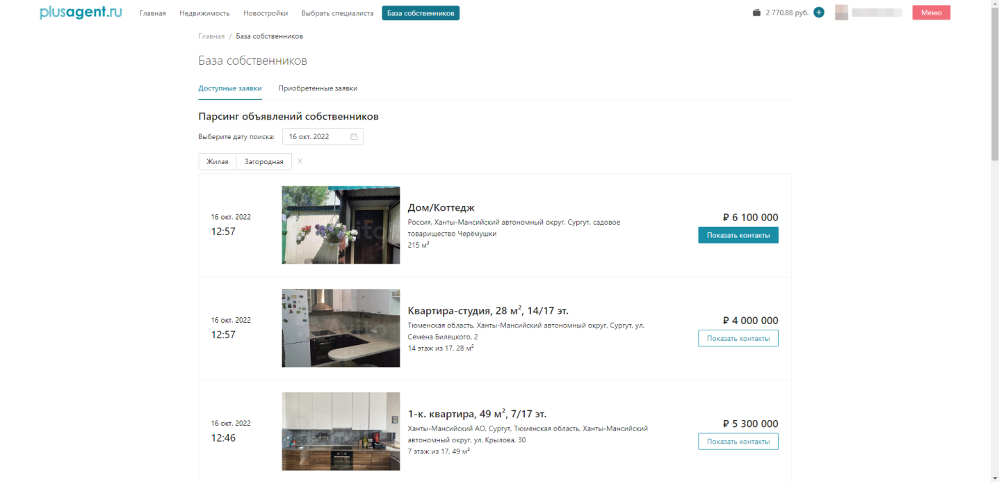 plusagent.ru
Главная Недвижимость Новостройки Выбрать специалиста База собственников
2 770,88 руб. +
Меню
Главная / База собственников
База собственников
Доступные заявки Приобретенные заявки
Парсинг объявлений собственников
Выберите дату поиска: 16 окт. 2022
Жилая Загородная
16 окт. 2022
12:57
Дом/Коттедж
Россия, Ханты-Мансийский автономный округ, Сургут, садовое
товарищество Черёмушки
215 м²
₽ 6 100 000
Показать контакты
16 окт. 2022
12:57
Avito
Квартира-студия, 28 м², 14/17 эт.
Тюменская область, Ханты-Мансийский автономный округ, Сургут, ул.
Семена Билецкого, 2
14 этаж из 17, 28 м²
₽ 4 000 000
Показать контакты
16 окт. 2022
12:46
1-к. квартира, 49 м², 7/17 эт.
Ханты-Мансийский АО, Сургут, Тюменская область, Ханты-Мансийский
автономный округ, ул. Крылова, 30
7 этаж из 17, 49 м²
₽ 5 300 000
Показать контакты